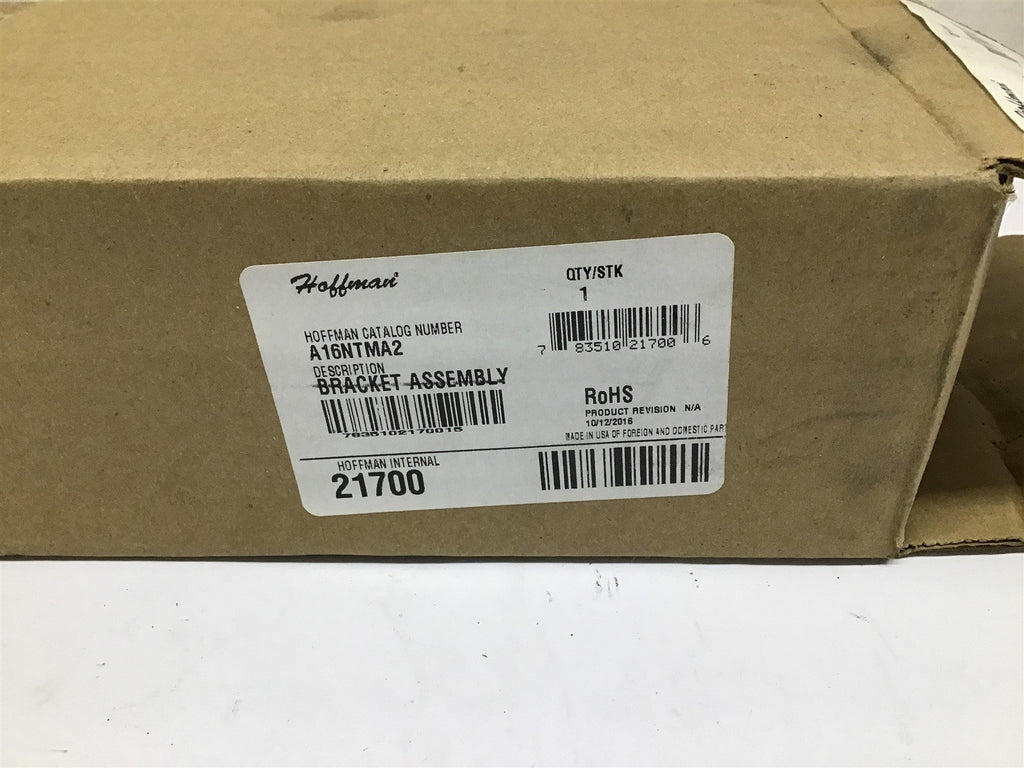 Hoffman
QTY/STK
1
7 83510 21700 6
HOFFMAN CATALOG NUMBER
A16NTMA2
DESCRIPTION
BRACKET ASSEMBLY
RoHS
PRODUCT REVISION N/A
10/12/2016
MADE IN USA OF FOREIGN AND DOMESTIC PAR
HOFFMAN INTERNAL
21700